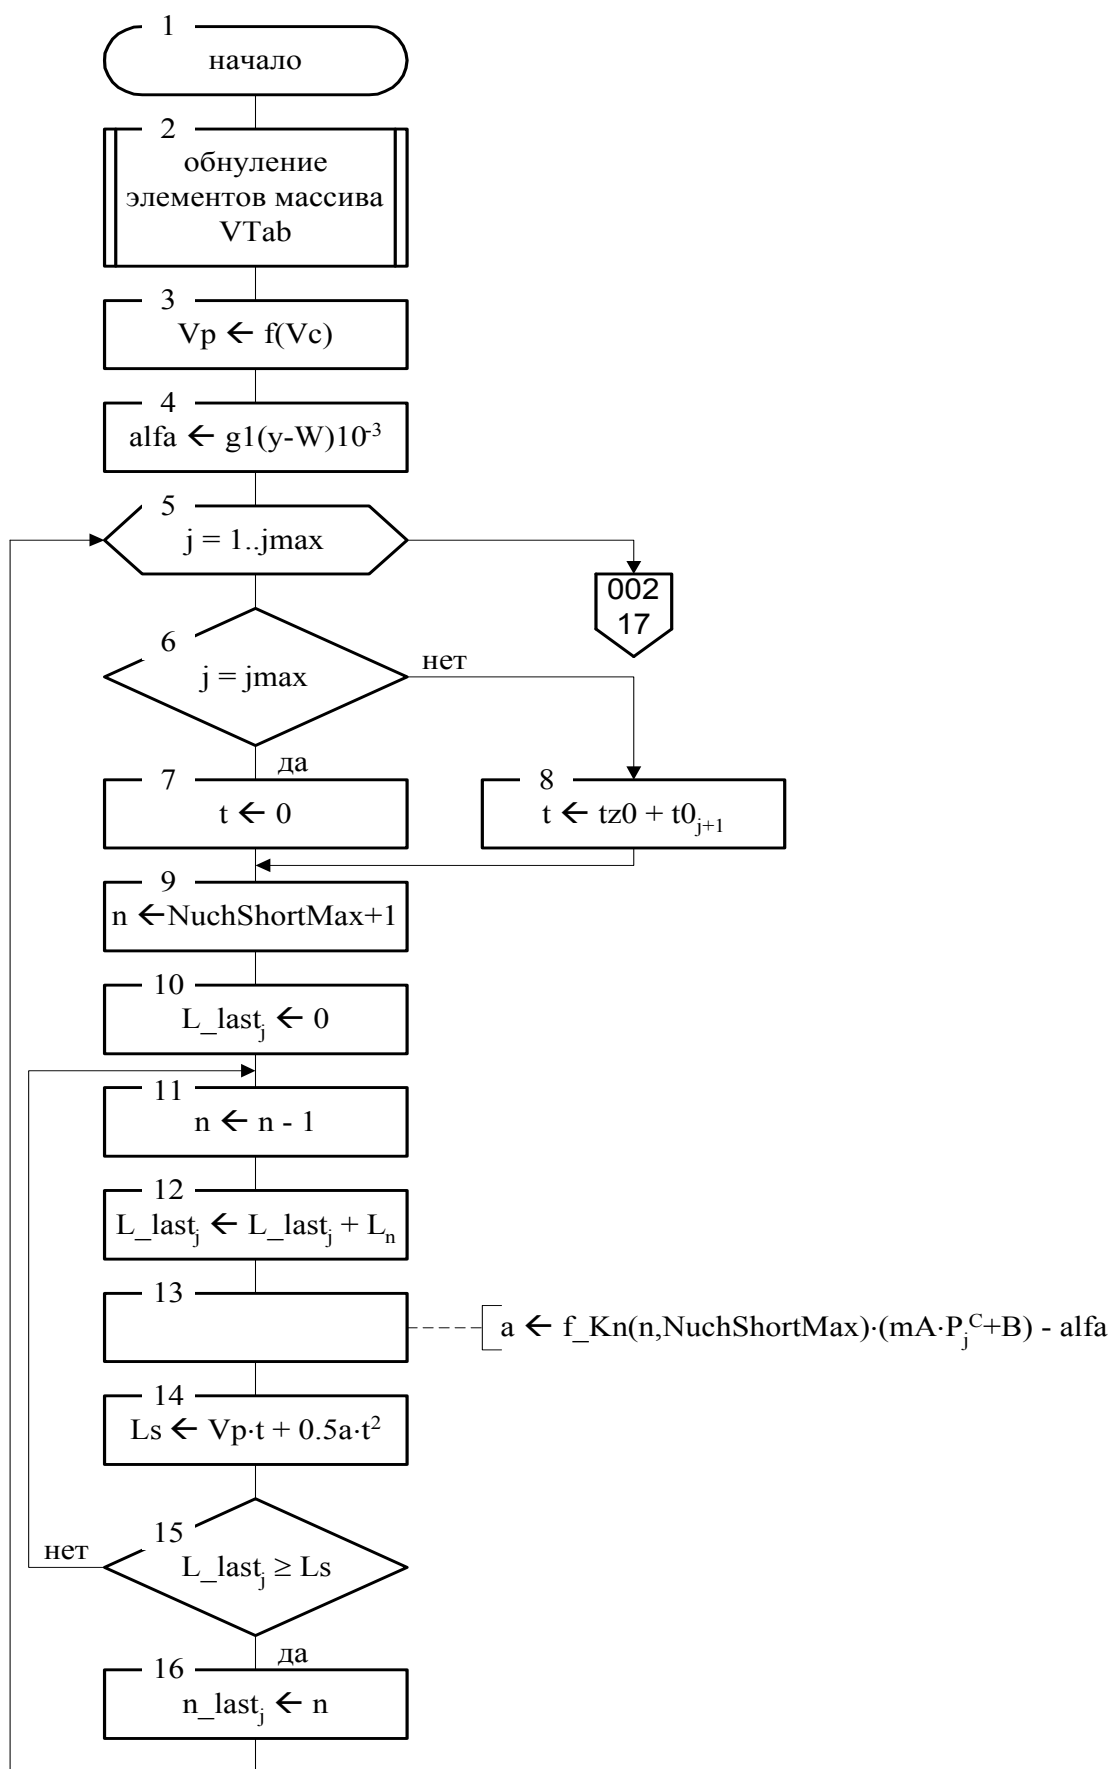 1
начало
2
обнуление
элементов массива
VTab
3
Vp ← f(Vc)
4
alfa ← g1(y-W)10⁻³
5
j = 1..jmax
002
17
6
j = jmax
нет
да
7
t ← 0
8
t ← tz0 + t0ⱼ₊₁
9
n ←NuchShortMax+1
10
L_lastⱼ ← 0
11
n ← n - 1
12
L_lastⱼ ← L_lastⱼ + Lₙ
13
a ← f_Kn(n,NuchShortMax)·(mA·Pⱼᶜ+B) - alfa
14
Ls ← Vp·t + 0.5a·t²
15
L_lastⱼ ≥ Ls
нет
да
16
n_lastⱼ ← n